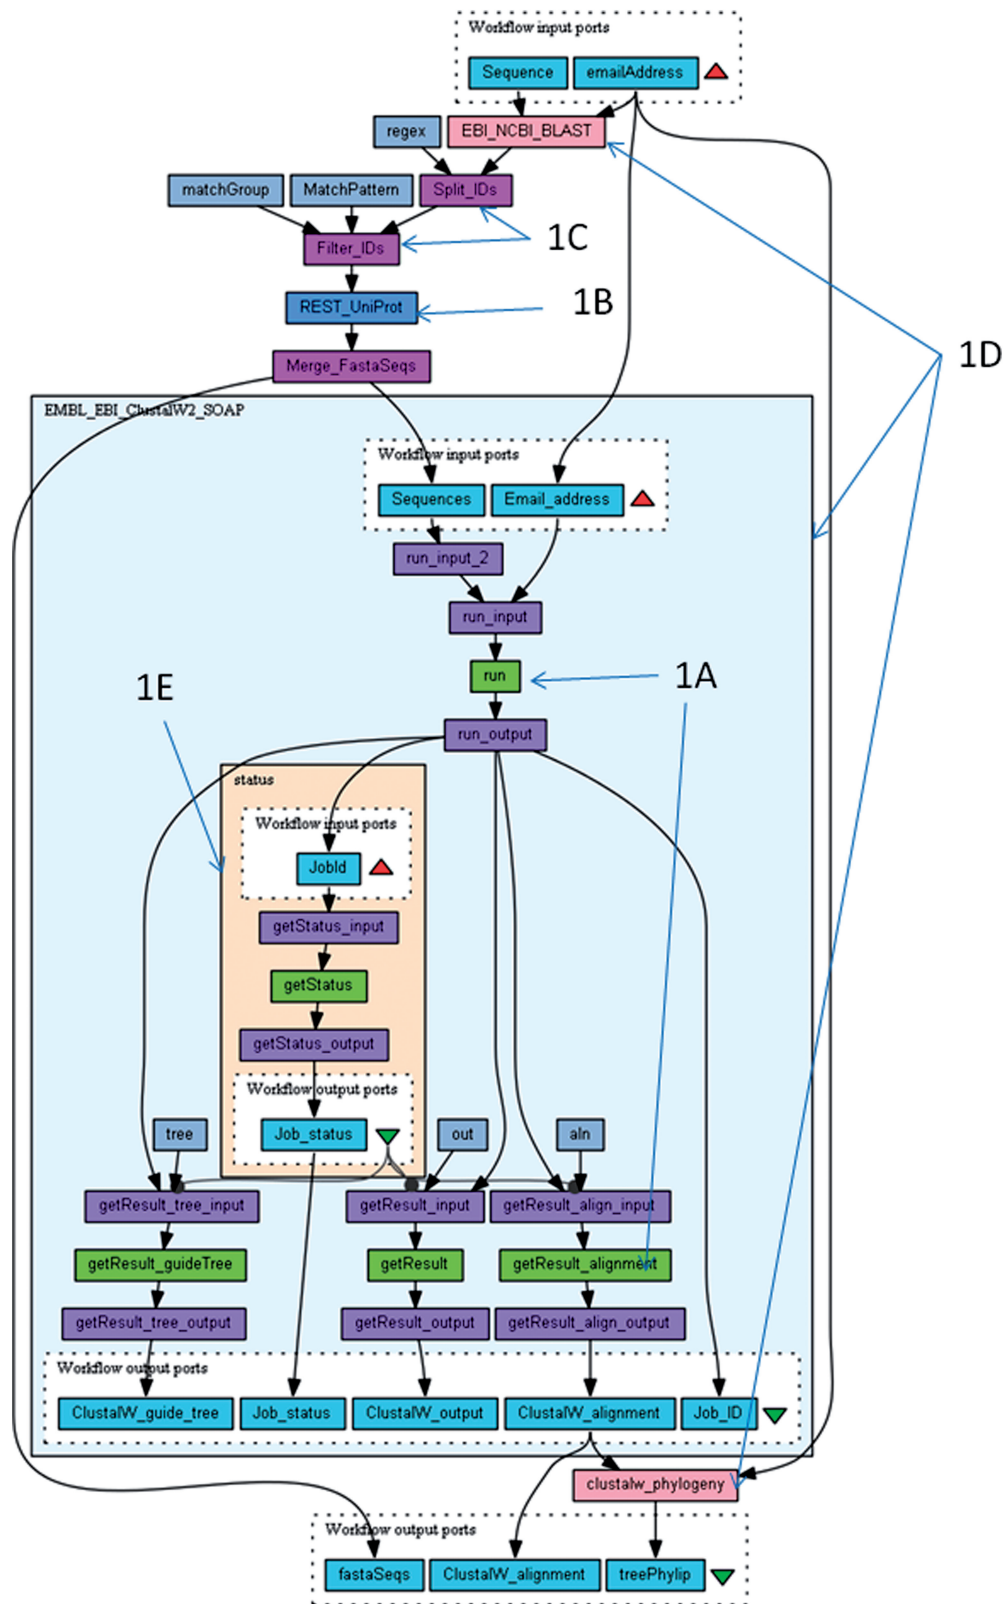 Workflow input ports
Sequence
emailAddress
regex
EBI_NCBI_BLAST
matchGroup
MatchPattern
Split_IDs
1C
Filter_IDs
1B
REST_UniProt
1D
Merge_FastaSeqs
EMBL_EBI_ClustalW2_SOAP
Workflow input ports
Sequences
Email_address
run_input_2
run_input
1E
run
1A
run_output
status
Workflow input ports
JobId
getStatus_input
getStatus
getStatus_output
Workflow output ports
tree
Job_status
out
aln
getResult_tree_input
getResult_input
getResult_align_input
getResult_guideTree
getResult
getResult_alignment
getResult_tree_output
getResult_output
getResult_align_output
Workflow output ports
ClustalW_guide_tree
Job_status
ClustalW_output
ClustalW_alignment
Job_ID
clustalw_phylogeny
Workflow output ports
fastaSeqs
ClustalW_alignment
treePhylip